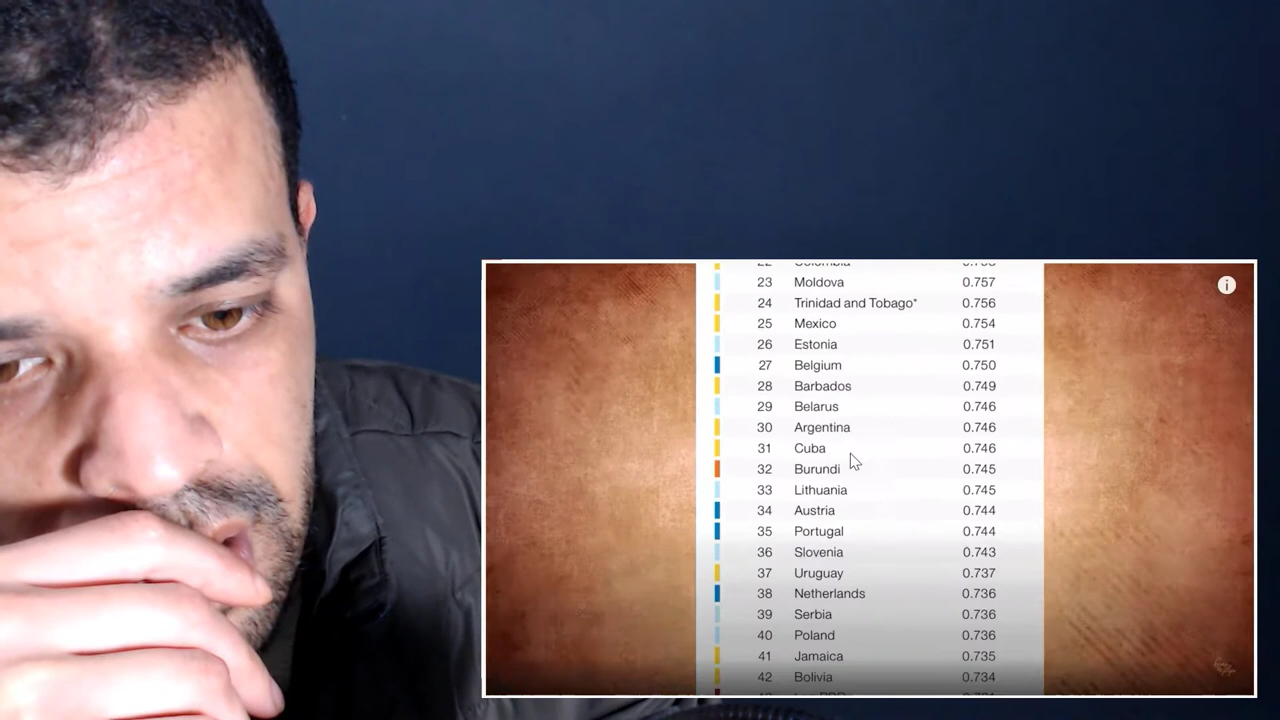 22 Colombia
23 Moldova 0.757
24 Trinidad and Tobago* 0.756
25 Mexico 0.754
26 Estonia 0.751
27 Belgium 0.750
28 Barbados 0.749
29 Belarus 0.746
30 Argentina 0.746
31 Cuba 0.746
32 Burundi 0.745
33 Lithuania 0.745
34 Austria 0.744
35 Portugal 0.744
36 Slovenia 0.743
37 Uruguay 0.737
38 Netherlands 0.736
39 Serbia 0.736
40 Poland 0.736
41 Jamaica 0.735
42 Bolivia 0.734